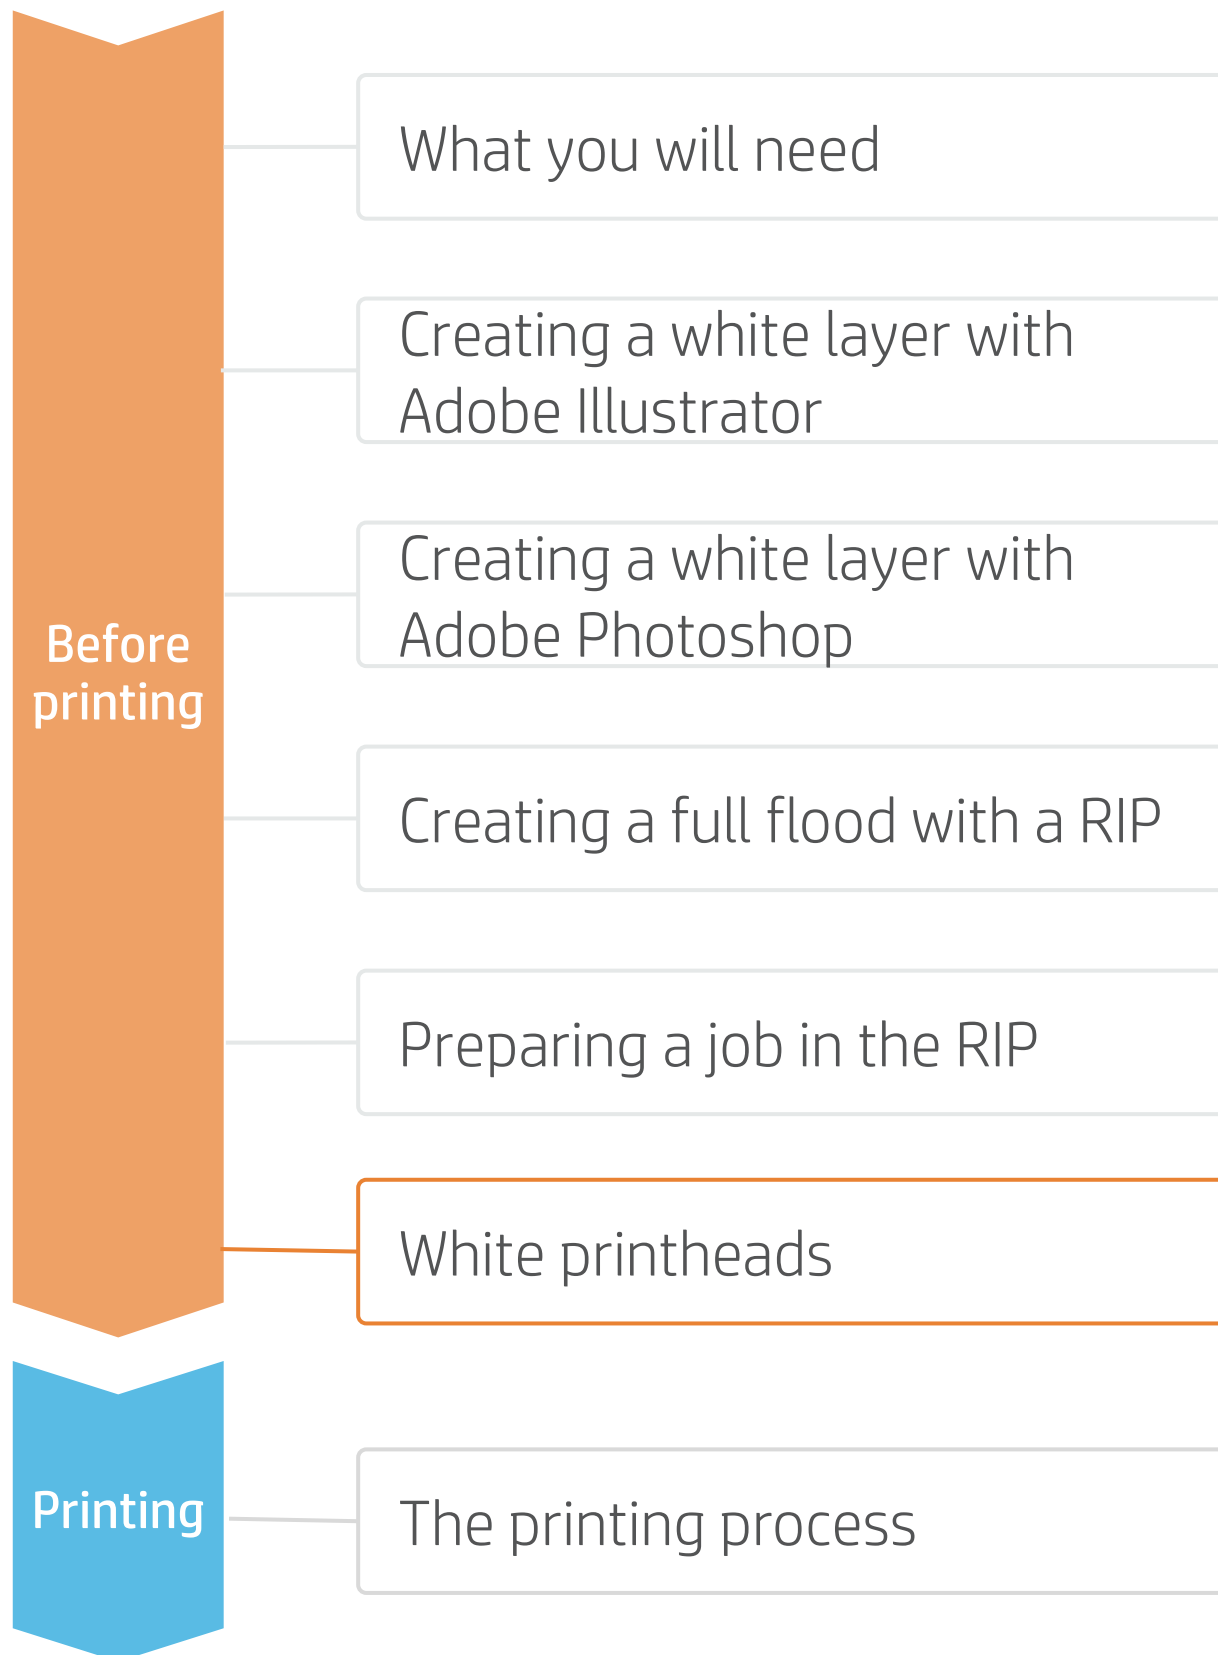 What you will need
Creating a white layer with
Adobe Illustrator
Creating a white layer with
Adobe Photoshop
Before
printing
Creating a full flood with a RIP
Preparing a job in the RIP
White printheads
Printing
The printing process